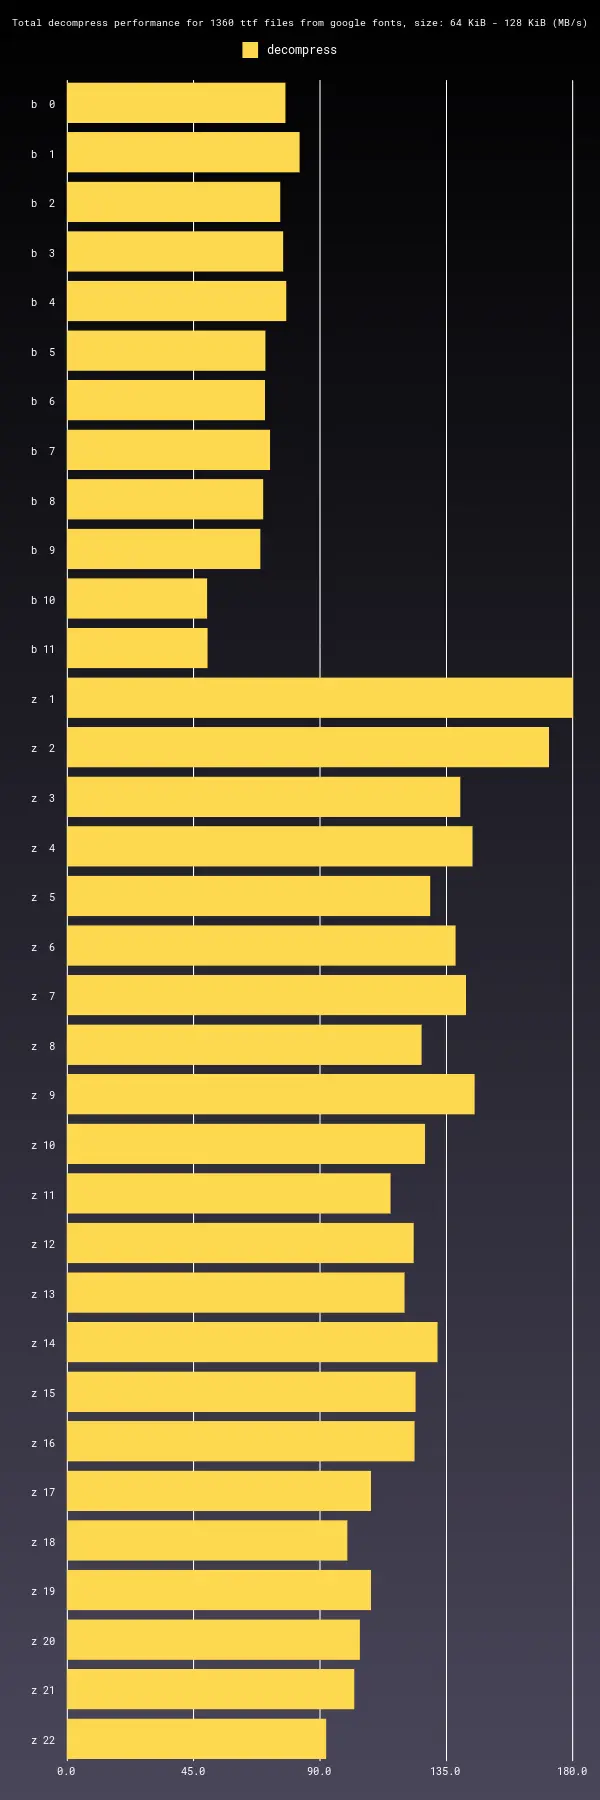 Total decompress performance for 1360 ttf files from google fonts, size: 64 KiB - 128 KiB (MB/s)
decompress
b 0
b 1
b 2
b 3
b 4
b 5
b 6
b 7
b 8
b 9
b 10
b 11
z 1
z 2
z 3
z 4
z 5
z 6
z 7
z 8
z 9
z 10
z 11
z 12
z 13
z 14
z 15
z 16
z 17
z 18
z 19
z 20
z 21
z 22
0.0 45.0 90.0 135.0 180.0